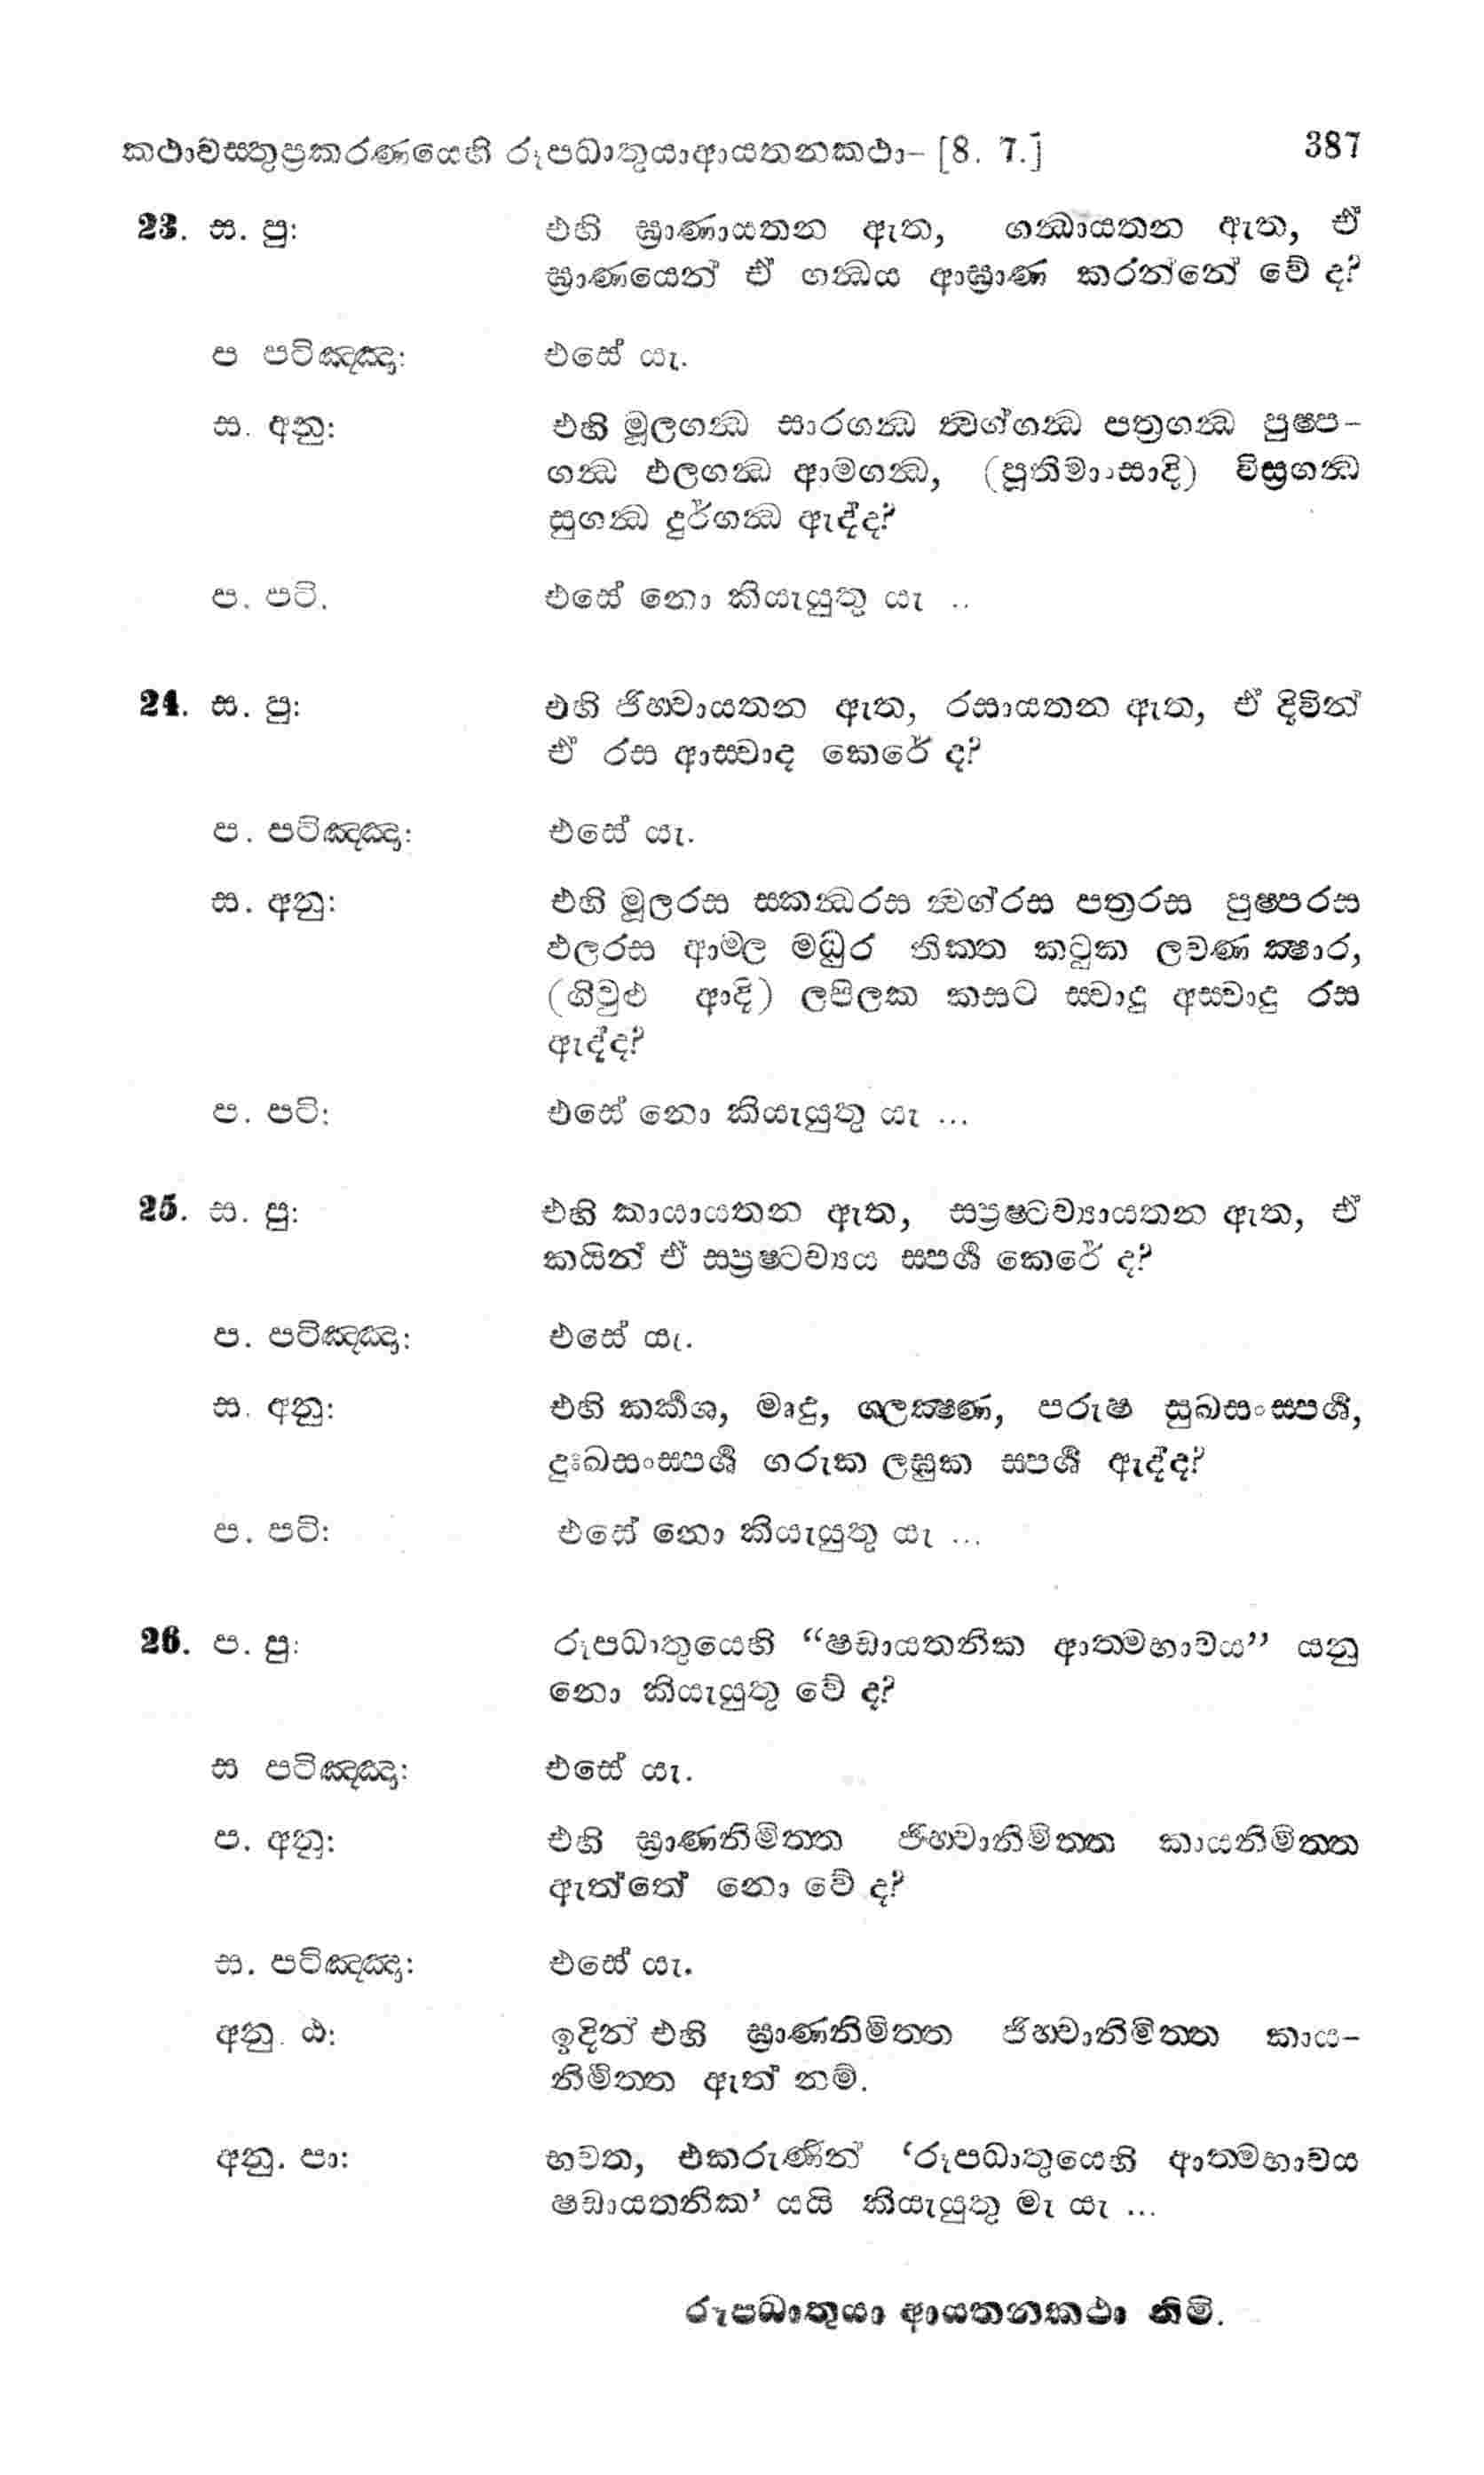 කථාවස්තුප්‍රකරණයෙහි රූපධාතුයාආයතනකථා– [8. 7.] 387
23. ස. පු: එහි ඝ්‍රාණායතන ඇත, ගන්‍ධායතන ඇත, ඒ
ඝ්‍රාණයෙන් ඒ ගන්‍ධය ආඝ්‍රාණ කරන්නේ වේ ද?
ප පටිඤ්ඤා: එසේ යැ.
ස. අනු: එහි මූලගන්‍ධ සාරගන්‍ධ ත්‍වග්ගන්‍ධ පත්‍රගන්‍ධ පුෂ්ප-
ගන්‍ධ ඵලගන්‍ධ ආමගන්‍ධ, (පූතිමාංසාදි) විස්‍රගන්‍ධ
සුගන්‍ධ දුර්ගන්‍ධ ඇද්ද?
ප. පටි. එසේ නො කියැයුතු යැ ..
24. ස. පු: එහි ජිහ්වායතන ඇත, රසායතන ඇත, ඒ දිවින්
ඒ රස ආස්වාද කෙරේ ද?
ප. පටිඤ්ඤා: එසේ යැ.
ස. අනු: එහි මූලරස ස්කන්‍ධරස ත්‍වග්රස පත්‍රරස පුෂ්පරස
ඵලරස ආම්ල මධුර තික්ත කටුක ලවණ ක්‍ෂාර,
(ගිවුළු ආදි) ලපිලක කසට ස්වාදු අස්වාදු රස
ඇද්ද?
ප. පටි: එසේ නො කියැයුතු යැ ...
25. ස. පු: එහි කායායතන ඇත, ස්ප්‍රෂ්ටව්‍යායතන ඇත, ඒ
කයින් ඒ ස්ප්‍රෂ්ටව්‍යය ස්පර්‍ශ කෙරේ ද?
ප. පටිඤ්ඤා: එසේ යැ.
ස. අනු: එහි කර්‍කශ, මෘදු, ශ්ලක්‍ෂණ, පරුෂ සුඛසංස්පර්‍ශ,
දුඃඛසංස්පර්‍ශ ගරුක ලඝුක ස්පර්‍ශ ඇද්ද?
ප. පටි: එසේ නො කියැයුතු යැ ...
26. ප. පු: රූපධාතුයෙහි “ෂඩායතනික ආත්මභාවය” යනු
නො කියැයුතු වේ ද?
ස පටිඤ්ඤා: එසේ යැ.
ප. අනු: එහි ඝ්‍රාණනිමිත්ත ජිහ්වානිමිත්ත කායනිමිත්ත
ඇත්තේ නො වේ ද?
ස. පටිඤ්ඤා: එසේ යැ.
අනු. ඨ: ඉදින් එහි ඝ්‍රාණනිමිත්ත ජිහ්වානිමිත්ත කාය-
නිමිත්ත ඇත් නම්.
අනු. පා: භවත, එකරුණින් ‘රූපධාතුයෙහි ආත්මභාවය
ෂඩායතනික’ යයි කියැයුතු මැ යැ ...
රූපධාතුයා ආයතනකථා නිමි.